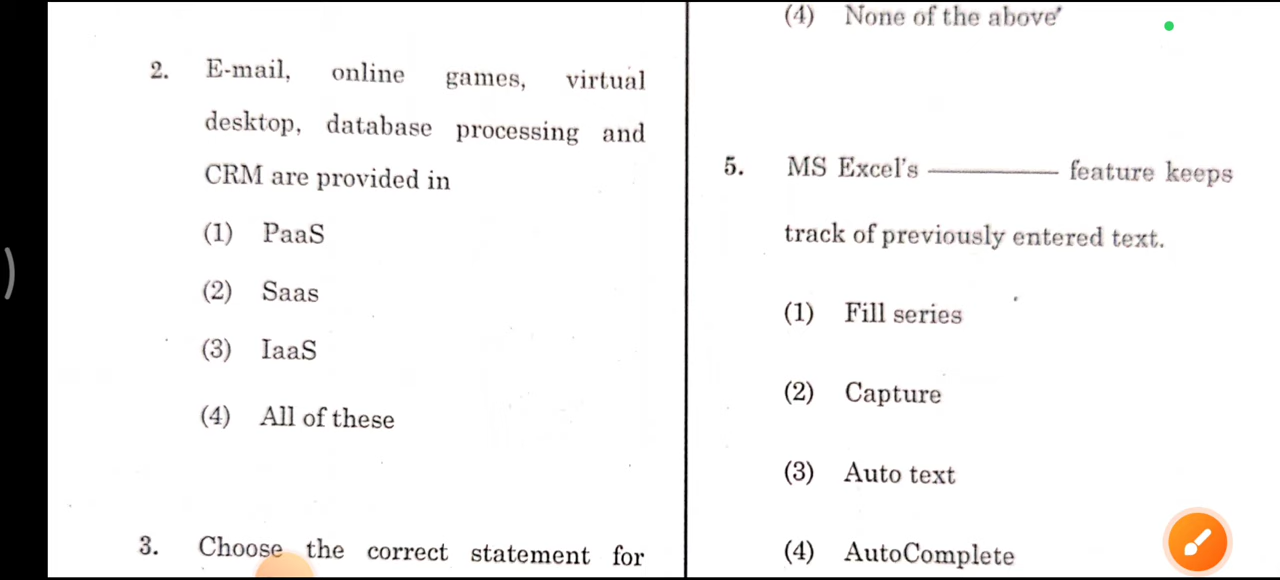 2. E-mail, online games, virtual
desktop, database processing and
CRM are provided in
(1) PaaS
(2) Saas
(3) IaaS
(4) All of these
3. Choose the correct statement for
(4) None of the above
5. MS Excel's ———— feature keeps
track of previously entered text.
(1) Fill series
(2) Capture
(3) Auto text
(4) AutoComplete